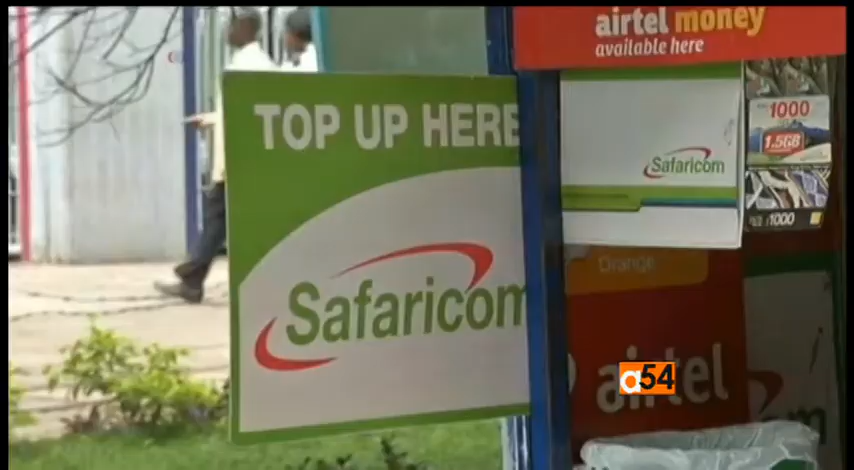 airtel money
available here
TOP UP HERE
Safaricom
Safaricom
1000
1.5GB
1000
Orange
airtel
a54